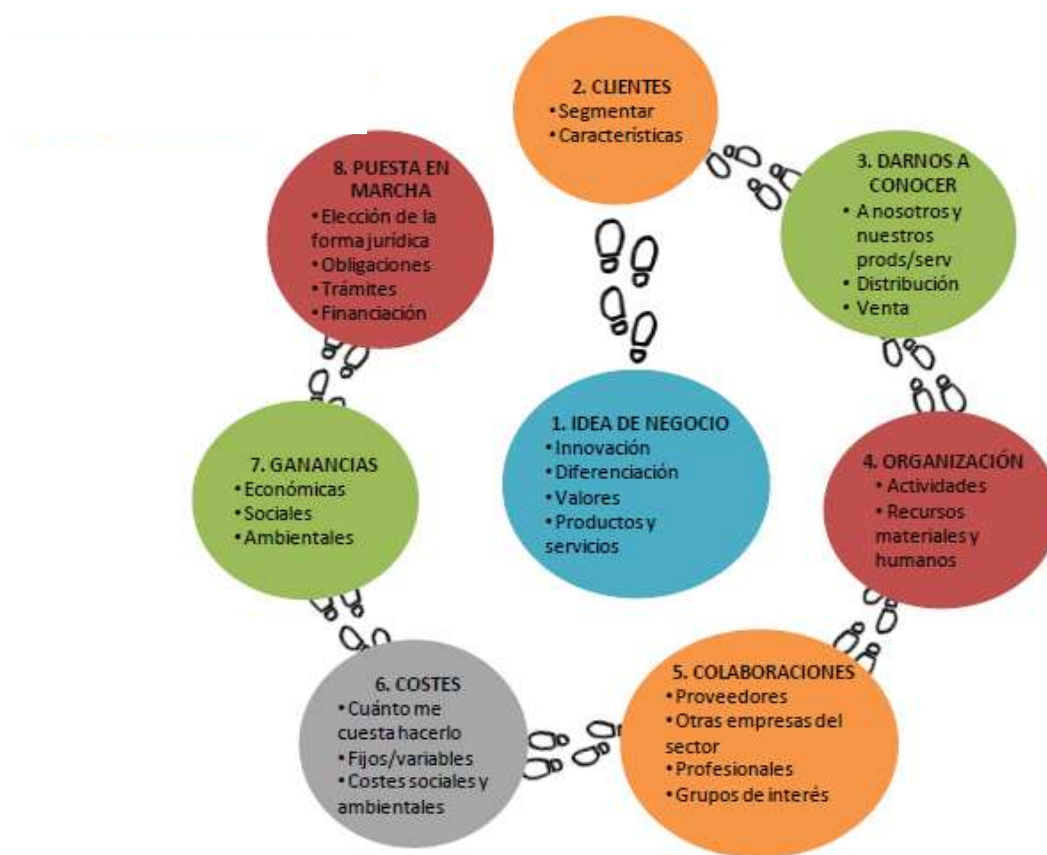 1. IDEA DE NEGOCIO
• Innovación
• Diferenciación
• Valores
• Productos y
servicios
2. CLIENTES
• Segmentar
• Características
3. DARNOS A
CONOCER
• A nosotros y
nuestros
prods/serv
• Distribución
• Venta
4. ORGANIZACIÓN
• Actividades
• Recursos
materiales y
humanos
5. COLABORACIONES
• Proveedores
• Otras empresas del
sector
• Profesionales
• Grupos de interés
6. COSTES
• Cuánto me
cuesta hacerlo
• Fijos/variables
• Costes sociales y
ambientales
7. GANANCIAS
• Económicas
• Sociales
• Ambientales
8. PUESTA EN
MARCHA
• Elección de la
forma jurídica
• Obligaciones
• Trámites
• Financiación